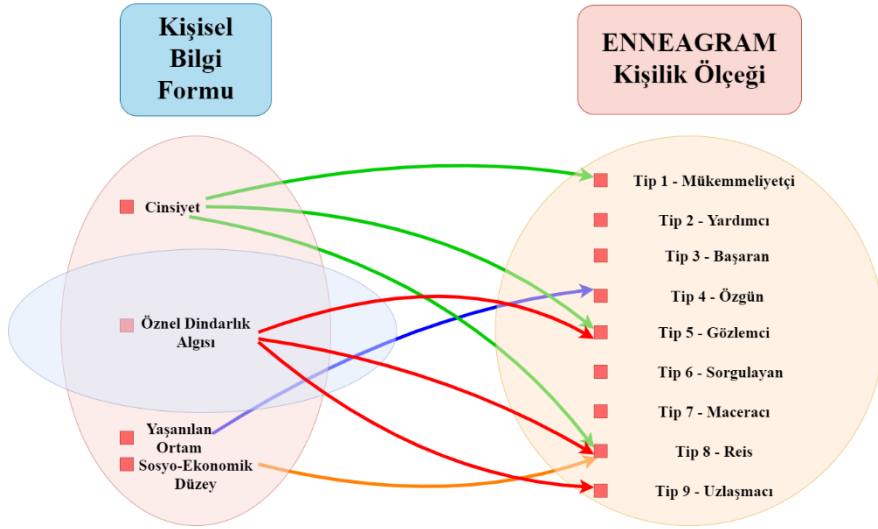 Kişisel
Bilgi
Formu
ENNEAGRAM
Kişilik Ölçeği
Cinsiyet
Öznel Dindarlık
Algısı
Yaşanılan
Ortam
Sosyo-Ekonomik
Düzey
Tip 1 - Mükemmeliyetçi
Tip 2 - Yardımcı
Tip 3 - Başaran
Tip 4 - Özgün
Tip 5 - Gözlemci
Tip 6 - Sorgulayan
Tip 7 - Maceracı
Tip 8 - Reis
Tip 9 - Uzlaşmacı